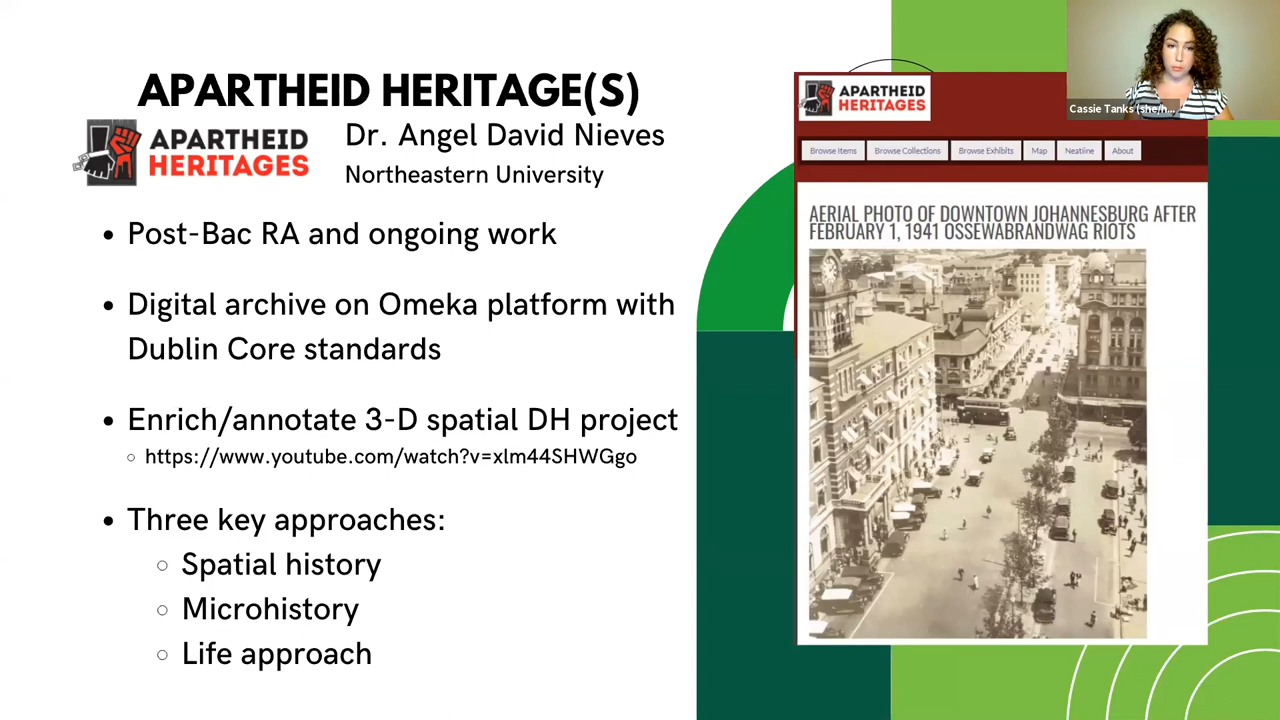 APARTHEID HERITAGE(S)
APARTHEID
HERITAGES
Dr. Angel David Nieves
Northeastern University
• Post-Bac RA and ongoing work
• Digital archive on Omeka platform with
Dublin Core standards
• Enrich/annotate 3-D spatial DH project
○ https://www.youtube.com/watch?v=xlm44SHWGgo
• Three key approaches:
○ Spatial history
○ Microhistory
○ Life approach
APARTHEID
HERITAGES
Browse Items Browse Collections Browse Exhibits Map Neatline About
AERIAL PHOTO OF DOWNTOWN JOHANNESBURG AFTER
FEBRUARY 1, 1941 OSSEWABRANDWAG RIOTS
Cassie Tanks (she/h...